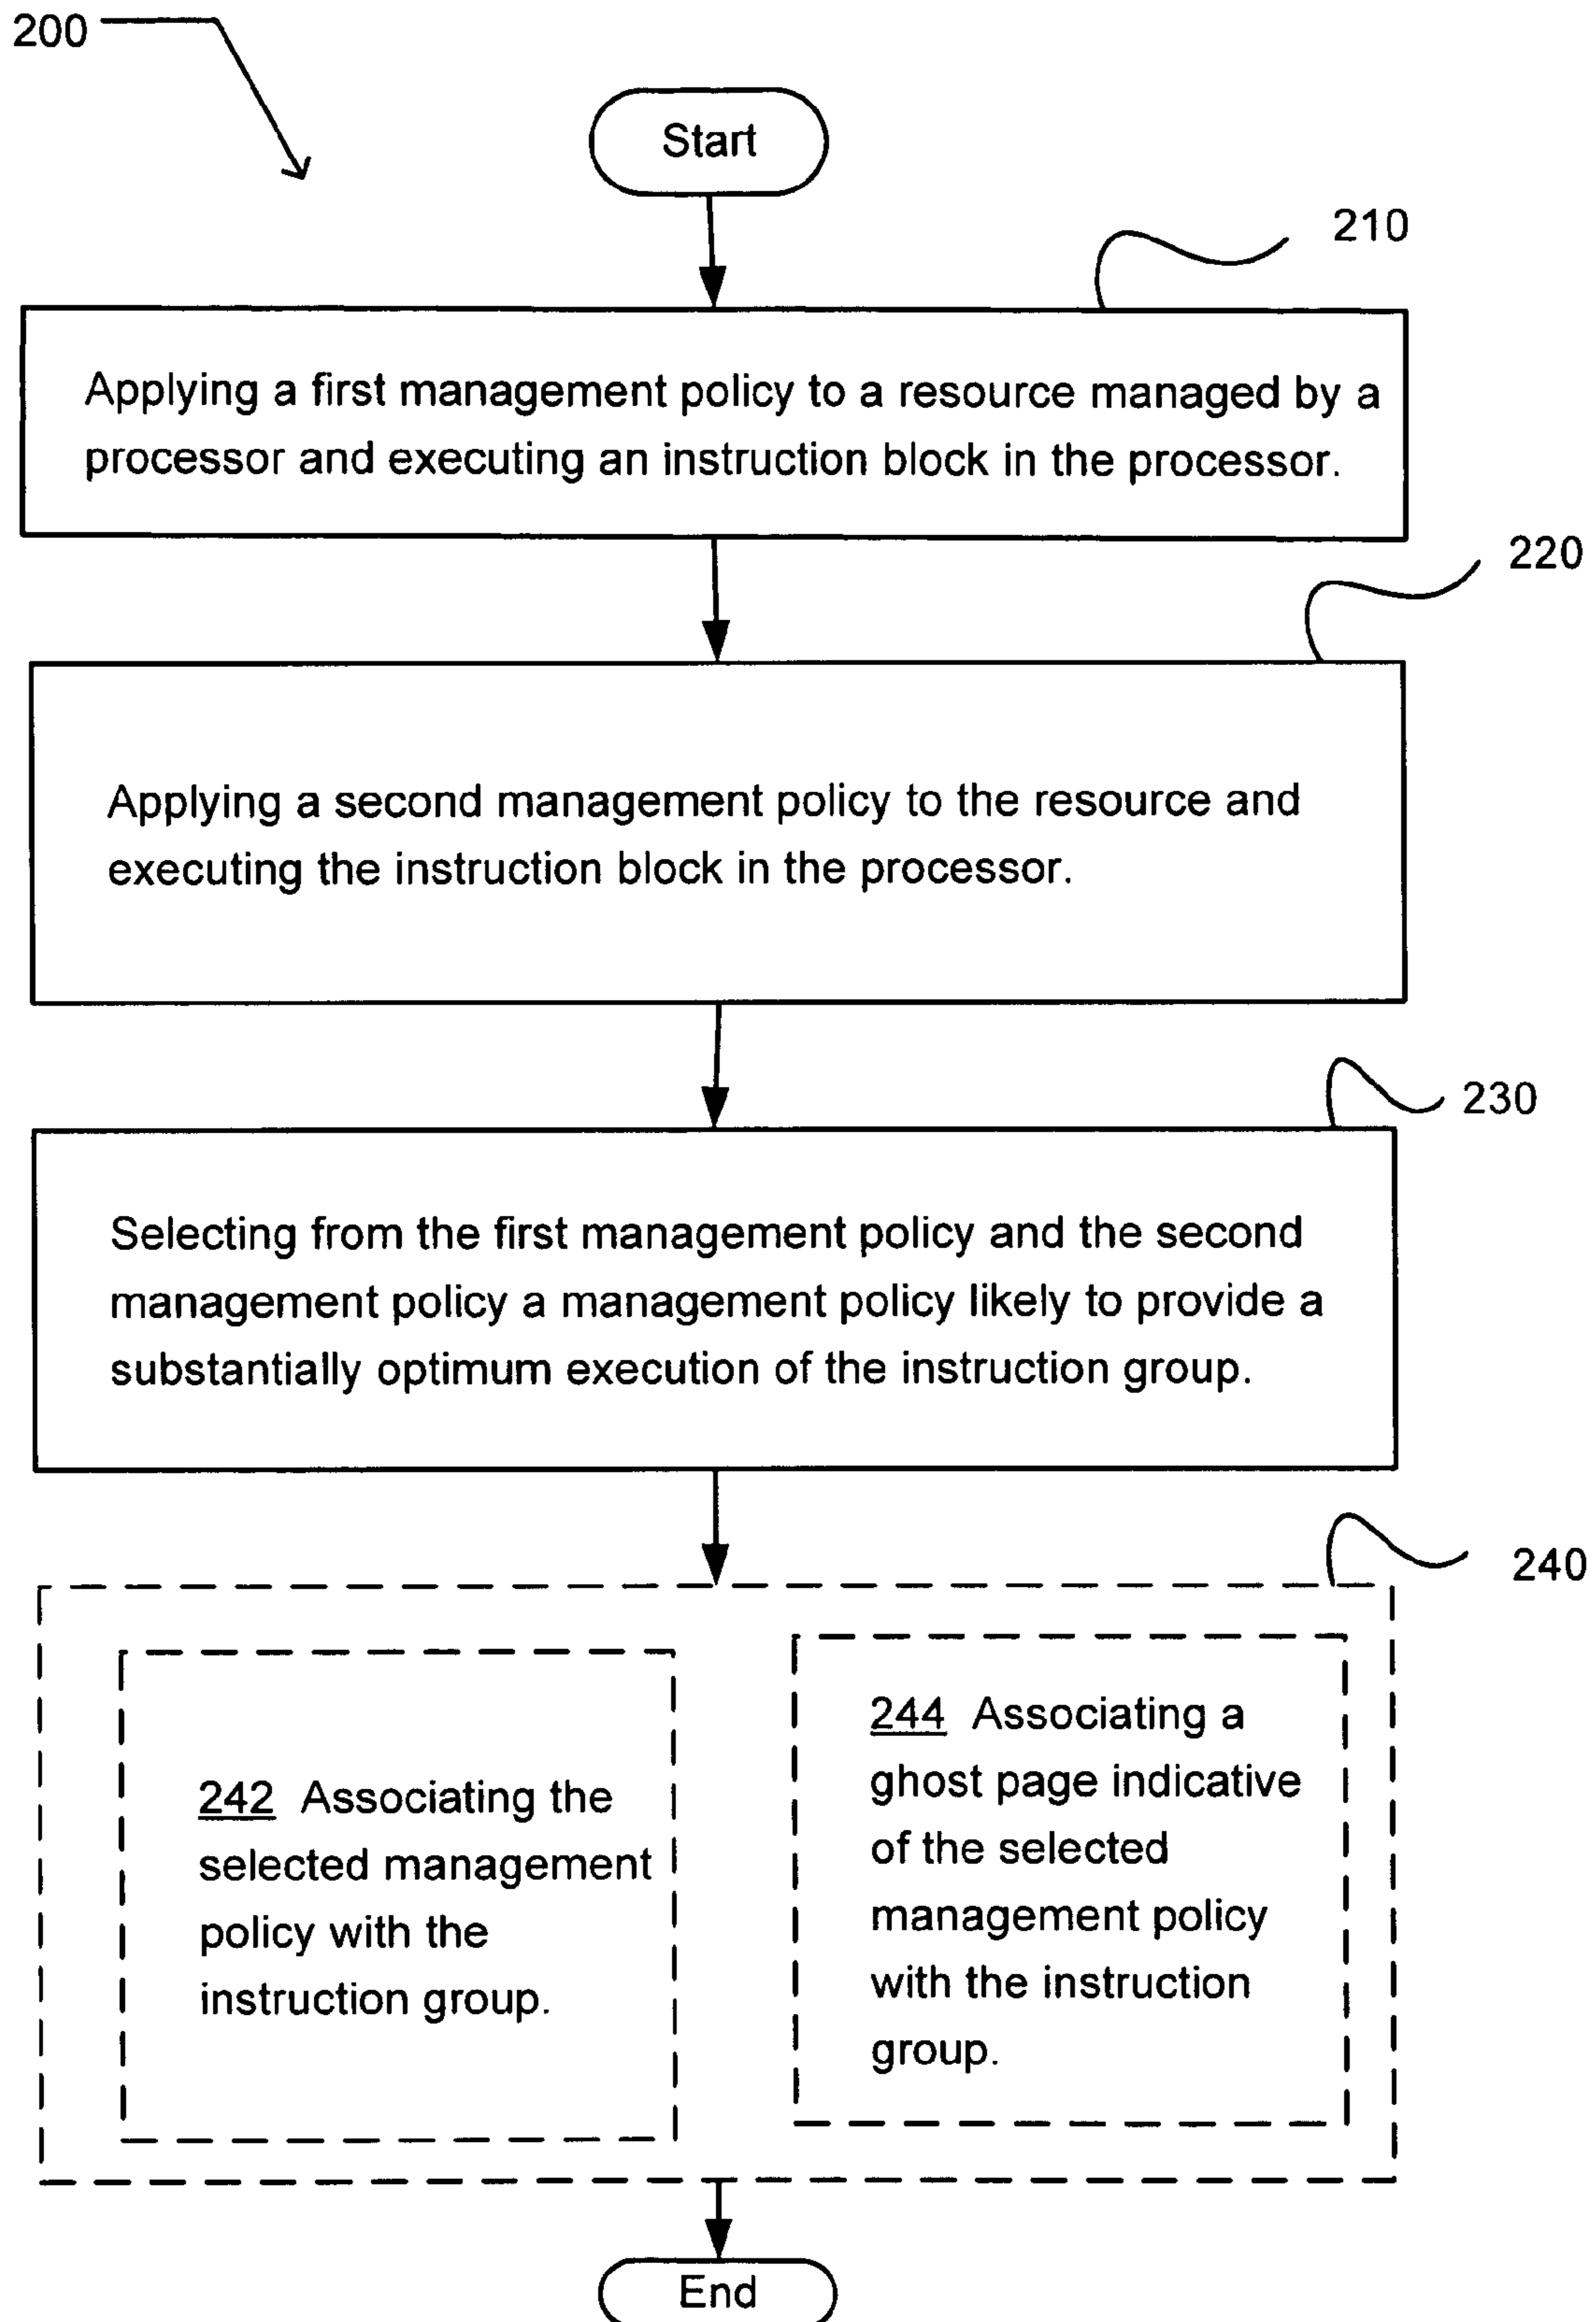 200
Start
210
Applying a first management policy to a resource managed by a
processor and executing an instruction block in the processor.
220
Applying a second management policy to the resource and
executing the instruction block in the processor.
230
Selecting from the first management policy and the second
management policy a management policy likely to provide a
substantially optimum execution of the instruction group.
240
242 Associating the
selected management
policy with the
instruction group.
244 Associating a
ghost page indicative
of the selected
management policy
with the instruction
group.
End